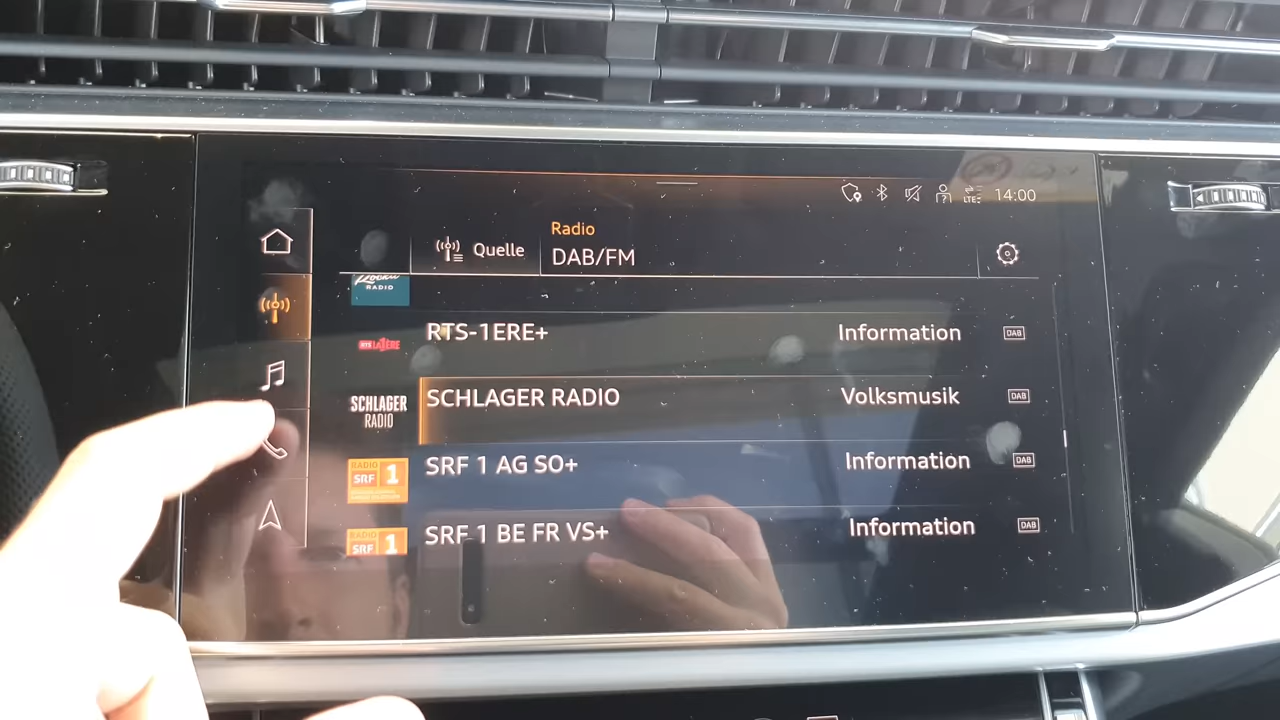 LTE
14:00
Quelle
Radio
DAB/FM
RADIO
RTS-1ERE+
Information
DAB
SCHLAGER
RADIO
SCHLAGER RADIO
Volksmusik
DAB
RADIO
SRF 1
SRF 1 AG SO+
Information
DAB
RADIO
SRF 1
SRF 1 BE FR VS+
Information
DAB